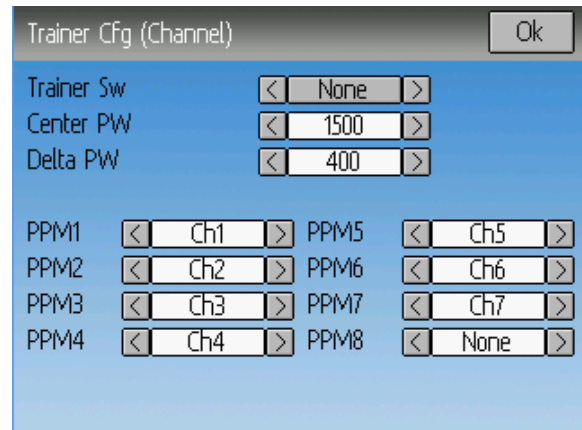 Trainer Cfg (Channel) Ok
Trainer Sw < None >
Center PW < 1500 >
Delta PW < 400 >
PPM1 < Ch1 > PPM5 < Ch5 >
PPM2 < Ch2 > PPM6 < Ch6 >
PPM3 < Ch3 > PPM7 < Ch7 >
PPM4 < Ch4 > PPM8 < None >